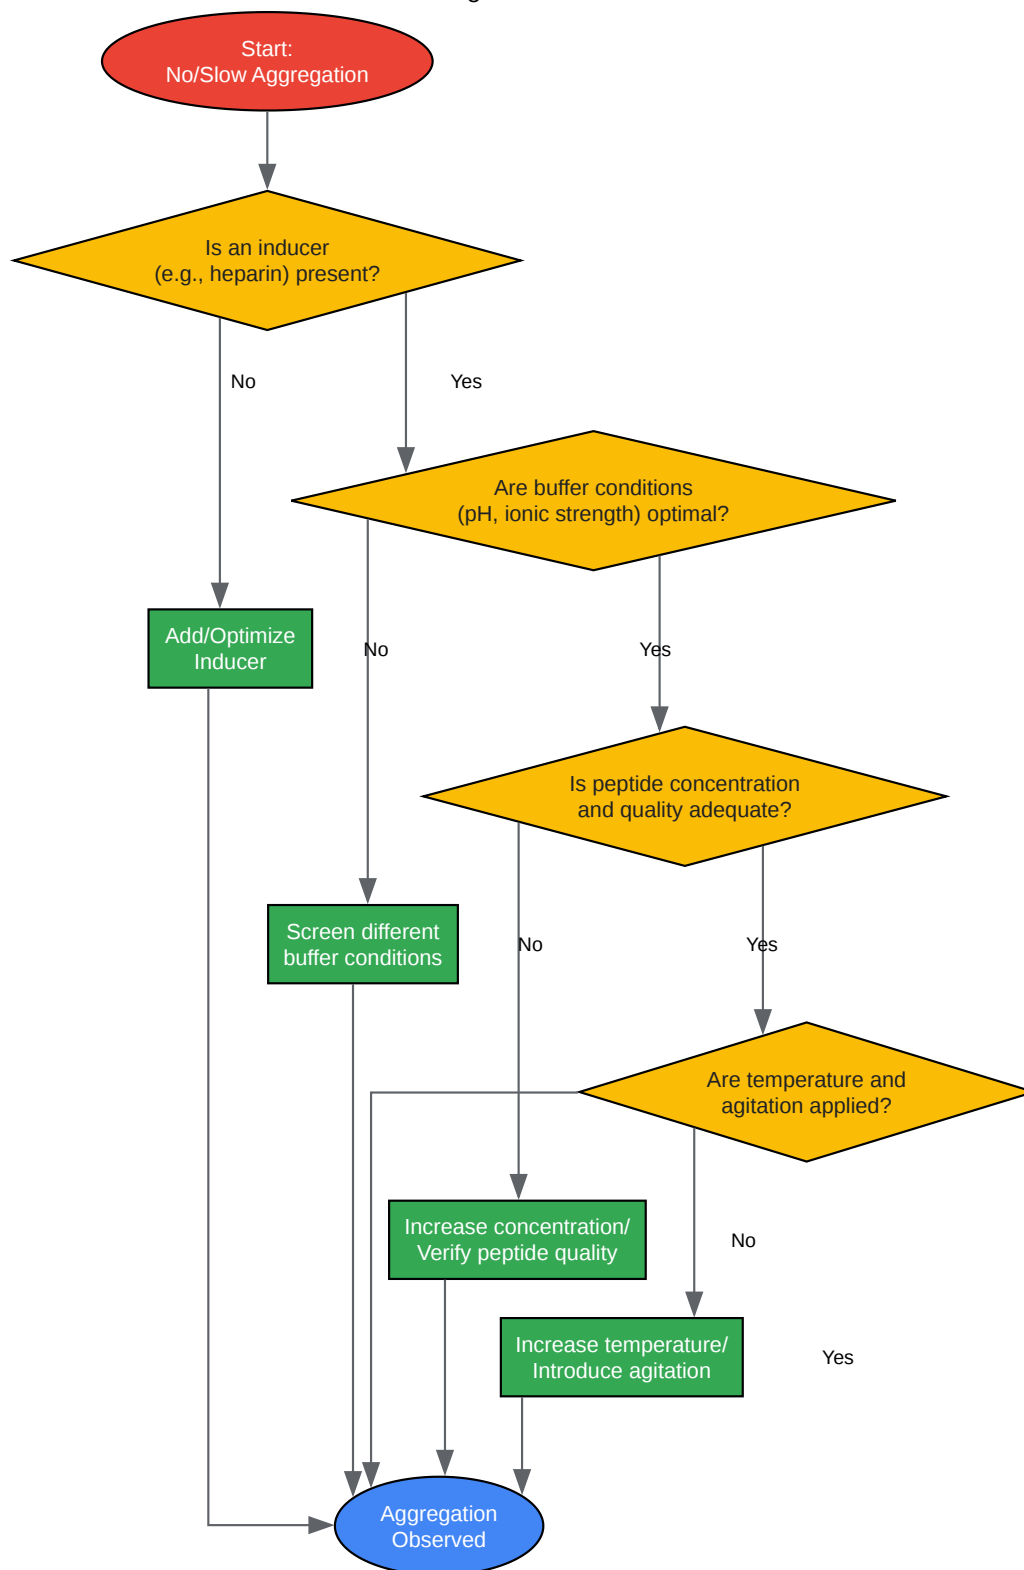 Start:
No/Slow Aggregation
Is an inducer
(e.g., heparin) present?
No
Yes
Are buffer conditions
(pH, ionic strength) optimal?
Add/Optimize
Inducer
No
Yes
Is peptide concentration
and quality adequate?
Screen different
buffer conditions
No
Yes
Are temperature and
agitation applied?
Increase concentration/
Verify peptide quality
No
Increase temperature/
Introduce agitation
Yes
Aggregation
Observed